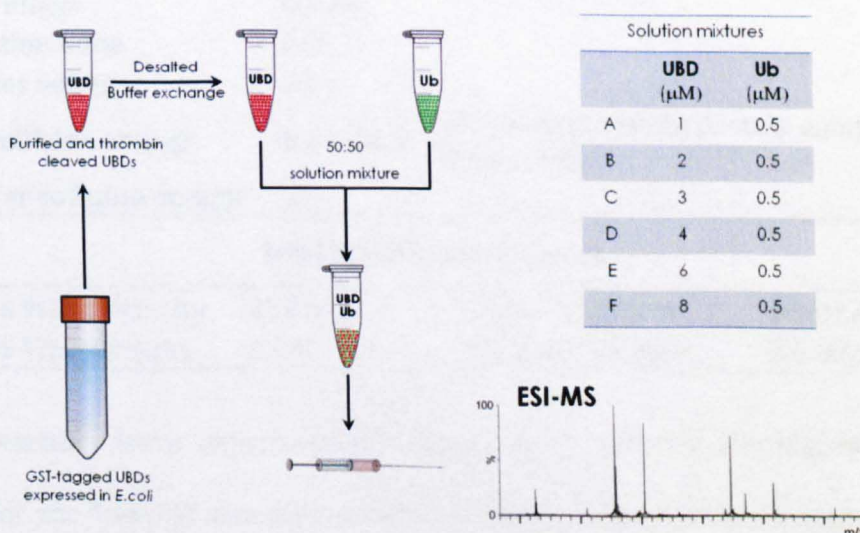 UBD
Desalted
Buffer exchange
UBD
Ub
Purified and thrombin
cleaved UBDs
50:50
solution mixture
UBD
Ub
GST-tagged UBDs
expressed in E.coli
Solution mixtures
UBD Ub
(μM) (μM)
A 1 0.5
B 2 0.5
C 3 0.5
D 4 0.5
E 6 0.5
F 8 0.5
ESI-MS
100
%
0
m/z